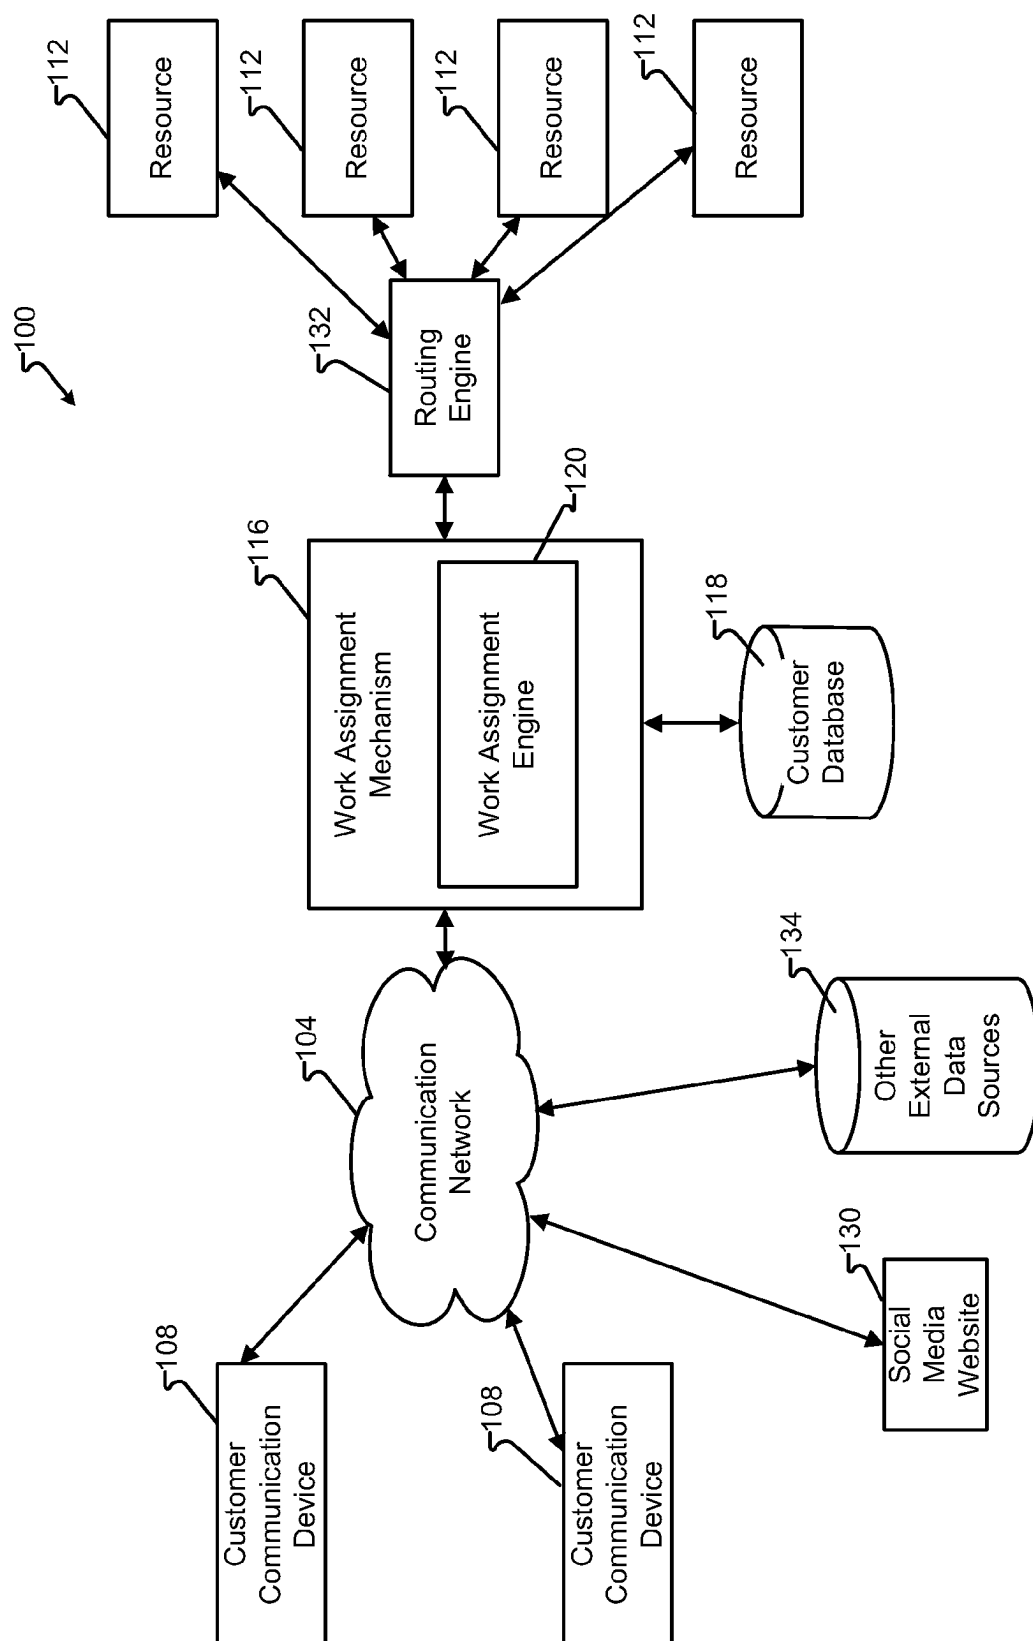 100
108
Customer
Communication
Device
108
Customer
Communication
Device
104
Communication
Network
130
Social
Media
Website
134
Other
External
Data
Sources
116
Work Assignment
Mechanism
120
Work Assignment
Engine
118
Customer
Database
132
Routing
Engine
112
Resource
112
Resource
112
Resource
112
Resource